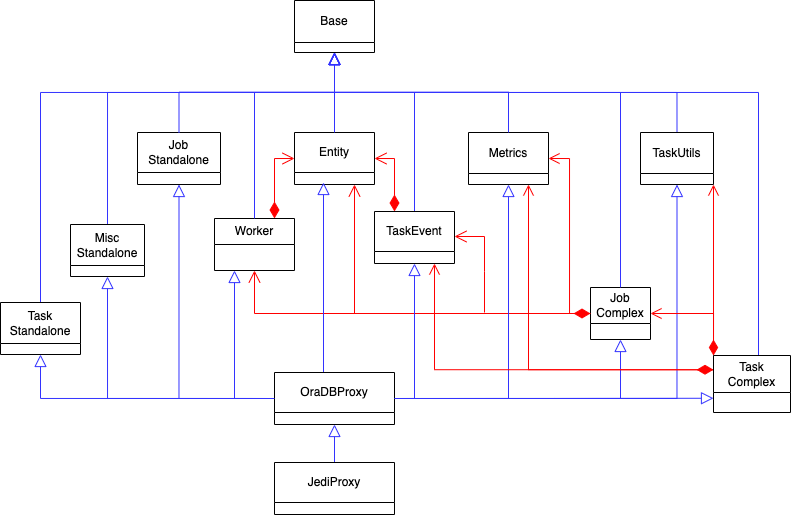 Base
Job
Standalone
Entity
Metrics
TaskUtils
Misc
Standalone
Worker
TaskEvent
Task
Standalone
Job
Complex
Task
Complex
OraDBProxy
JediProxy